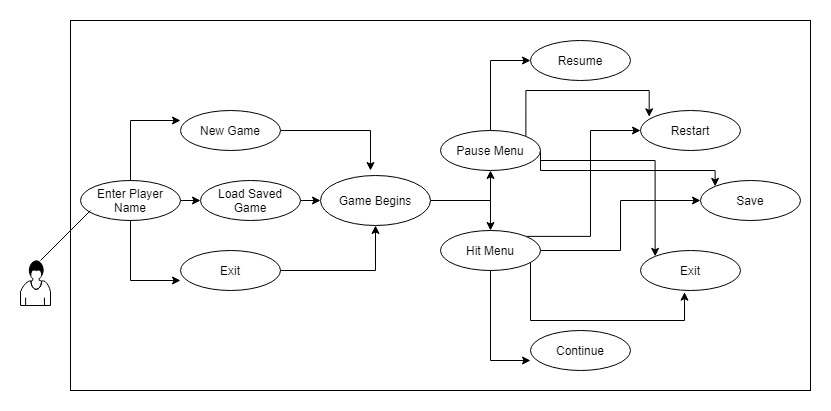 Resume
New Game
Restart
Pause Menu
Enter Player
Name
Load Saved
Game
Game Begins
Save
Hit Menu
Exit
Exit
Continue